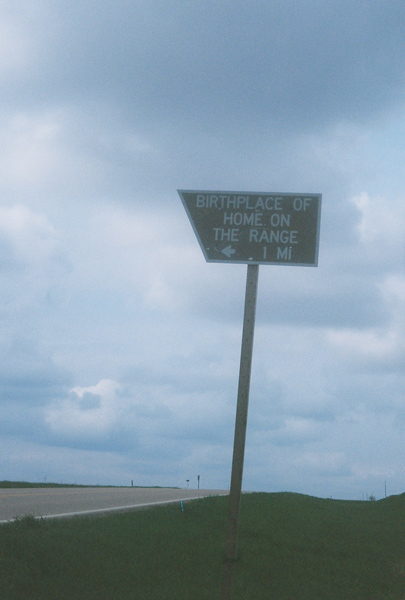 BIRTHPLACE OF
HOME ON
THE RANGE
← 1 MI